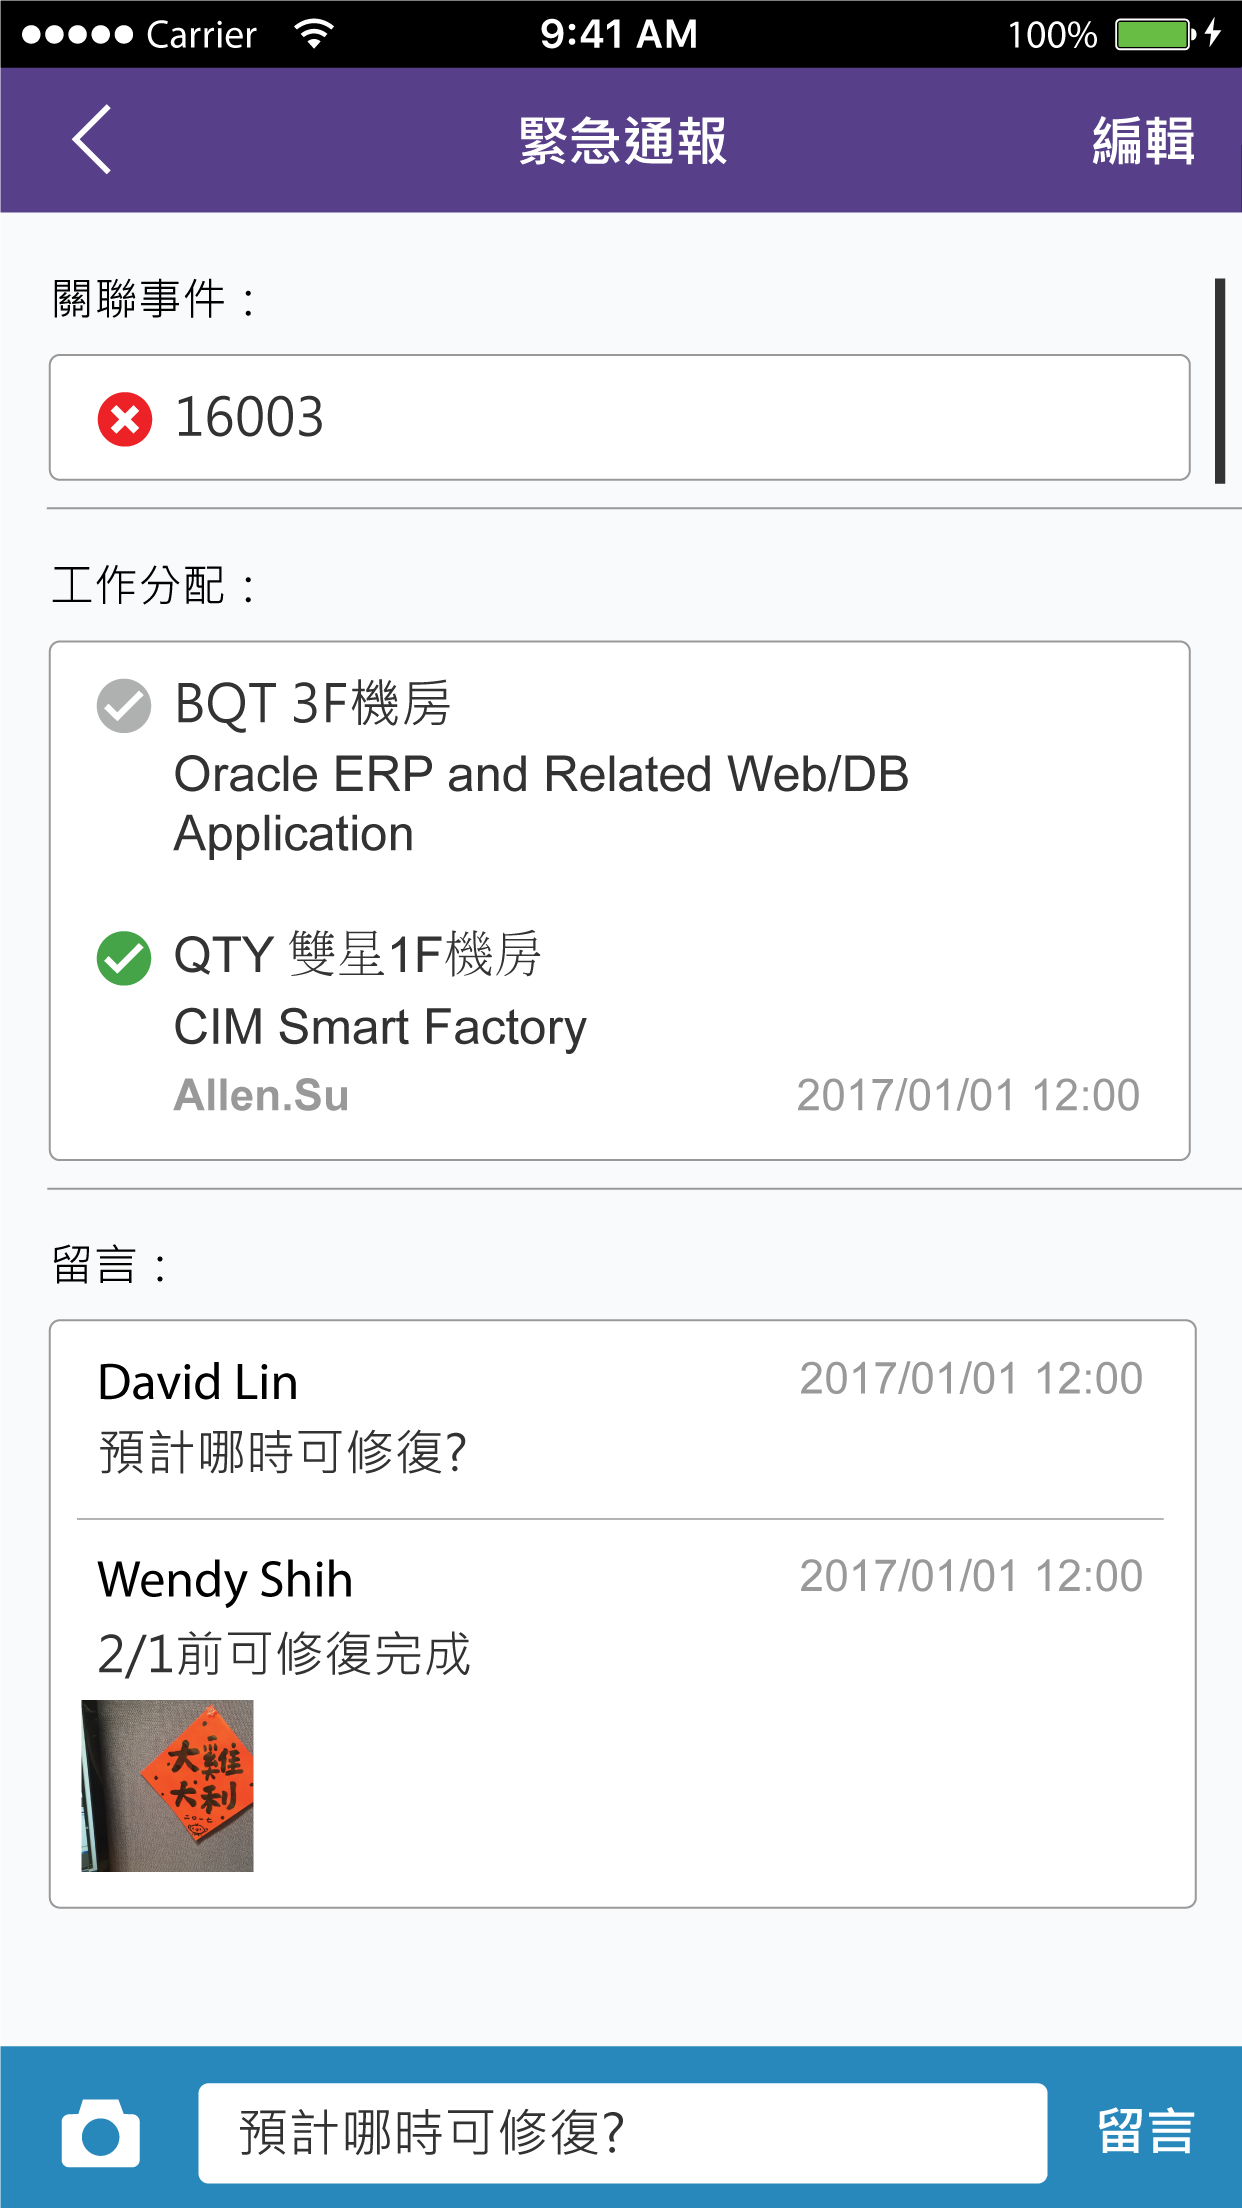 Carrier 9:41 AM 100%
緊急通報 編輯
關聯事件：
16003
工作分配：
BQT 3F機房
Oracle ERP and Related Web/DB
Application
QTY 雙星1F機房
CIM Smart Factory
Allen.Su 2017/01/01 12:00
留言：
David Lin 2017/01/01 12:00
預計哪時可修復?
Wendy Shih 2017/01/01 12:00
2/1前可修復完成
大雞
大利
二〇一七
預計哪時可修復? 留言